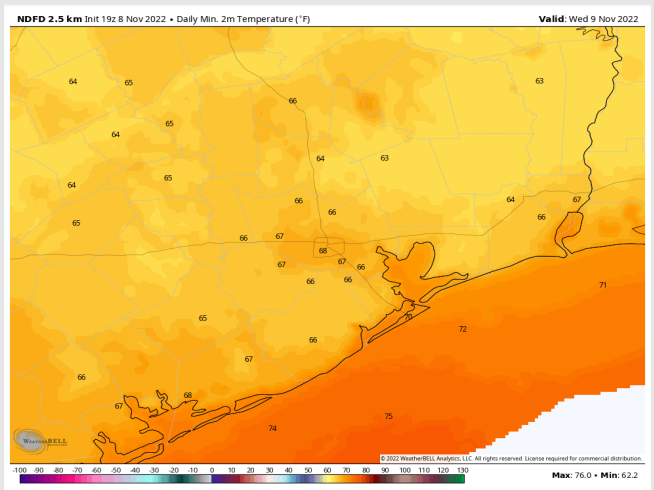 NDFD 2.5 km Init 19z 8 Nov 2022 • Daily Min. 2m Temperature (°F) Valid: Wed 9 Nov 2022
64 65 63
66
65
64
64 63
65
64
66 64 67
66 66
65
66 67
68
67 67 66
66 66
71
65 70
72
66
67
66
68
67
75
74
WEATHERBELL
© 2022 WeatherBELL Analytics, LLC. All rights reserved. License required for commercial distribution.
-100 -90 -80 -70 -60 -50 -40 -30 -20 -10 0 10 20 30 40 50 60 70 80 90 100 110 120 130
Max: 76.0 • Min: 62.2